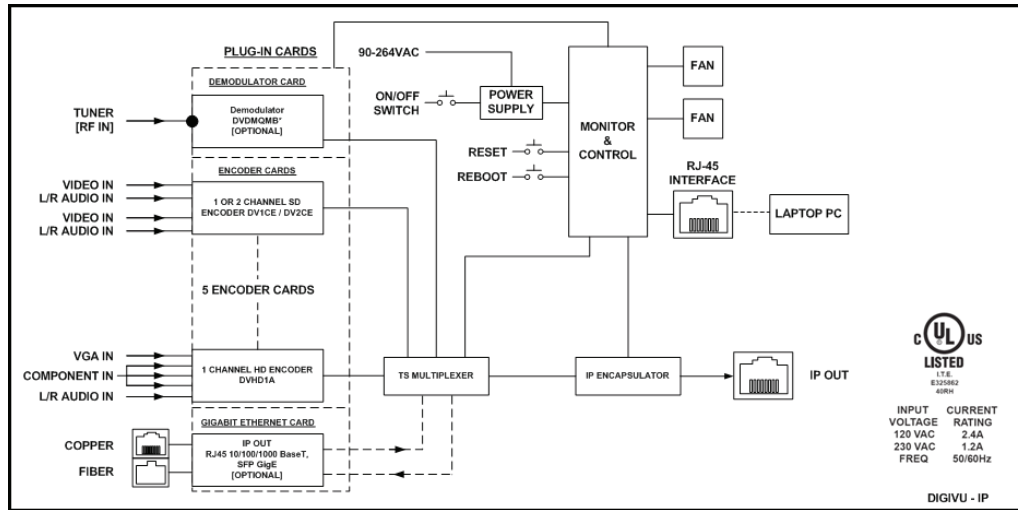 PLUG-IN CARDS
DEMODULATOR CARD
TUNER
[RF IN]
Demodulator
DVDMQMB*
[OPTIONAL]
ENCODER CARDS
VIDEO IN
L/R AUDIO IN
VIDEO IN
L/R AUDIO IN
1 OR 2 CHANNEL SD
ENCODER DV1CE / DV2CE
5 ENCODER CARDS
VGA IN
COMPONENT IN
L/R AUDIO IN
1 CHANNEL HD ENCODER
DVHD1A
GIGABIT ETHERNET CARD
COPPER
FIBER
IP OUT
RJ45 10/100/1000 BaseT,
SFP GigE
[OPTIONAL]
90-264VAC
ON/OFF
SWITCH
POWER
SUPPLY
RESET
REBOOT
MONITOR
&
CONTROL
FAN
FAN
RJ-45
INTERFACE
LAPTOP PC
TS MULTIPLEXER
IP ENCAPSULATOR
IP OUT
C UL US
LISTED
I.T.E.
E325862
40RH
INPUT CURRENT
VOLTAGE RATING
120 VAC 2.4A
230 VAC 1.2A
FREQ 50/60Hz
DIGIVU - IP